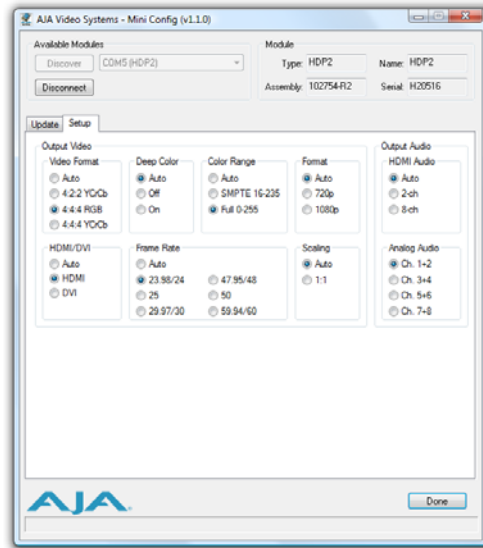 AJA Video Systems - Mini Config (v1.1.0)
Available Modules
Discover
COM5 (HDP2)
Disconnect
Module
Type: HDP2
Name: HDP2
Assembly: 102754-R2
Serial: H20516
Update
Setup
Output Video
Video Format
Auto
4:2:2 YCrCb
4:4:4 RGB
4:4:4 YCrCb
Deep Color
Auto
Off
On
Color Range
Auto
SMPTE 16-235
Full 0-255
Format
Auto
720p
1080p
HDMI/DVI
Auto
HDMI
DVI
Frame Rate
Auto
23.98/24
25
29.97/30
47.95/48
50
59.94/60
Scaling
Auto
1:1
Output Audio
HDMI Audio
Auto
2-ch
8-ch
Analog Audio
Ch. 1+2
Ch. 3+4
Ch. 5+6
Ch. 7+8
AJA
Done